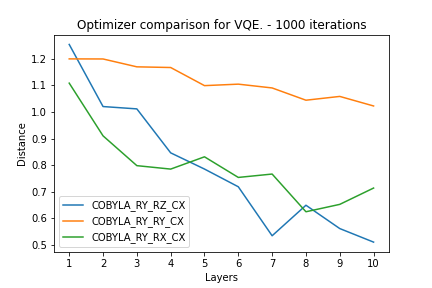 Optimizer comparison for VQE. - 1000 iterations
Distance
1.2
1.1
1.0
0.9
0.8
0.7
0.6
0.5
COBYLA_RY_RZ_CX
COBYLA_RY_RY_CX
COBYLA_RY_RX_CX
1 2 3 4 5 6 7 8 9 10
Layers